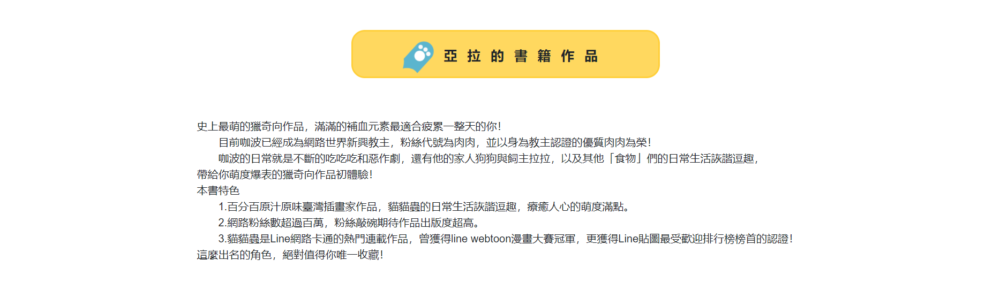 亞拉的書籍作品
史上最萌的獵奇向作品，滿滿的補血元素最適合疲累一整天的你！
目前咖波已經成為網路世界新興教主，粉絲代號為肉肉，並以身為教主認證的優質肉肉為榮！
咖波的日常就是不斷的吃吃吃和惡作劇，還有他的家人狗狗與飼主拉拉，以及其他「食物」們的日常生活詼諧逗趣，
帶給你萌度爆表的獵奇向作品初體驗！
本書特色
1.百分百原汁原味臺灣插畫家作品，貓貓蟲的日常生活詼諧逗趣，療癒人心的萌度滿點。
2.網路粉絲數超過百萬，粉絲敲碗期待作品出版度超高。
3.貓貓蟲是Line網路卡通的熱門連載作品，曾獲得line webtoon漫畫大賽冠軍，更獲得Line貼圖最受歡迎排行榜榜首的認證！
這麼出名的角色，絕對值得你唯一收藏！